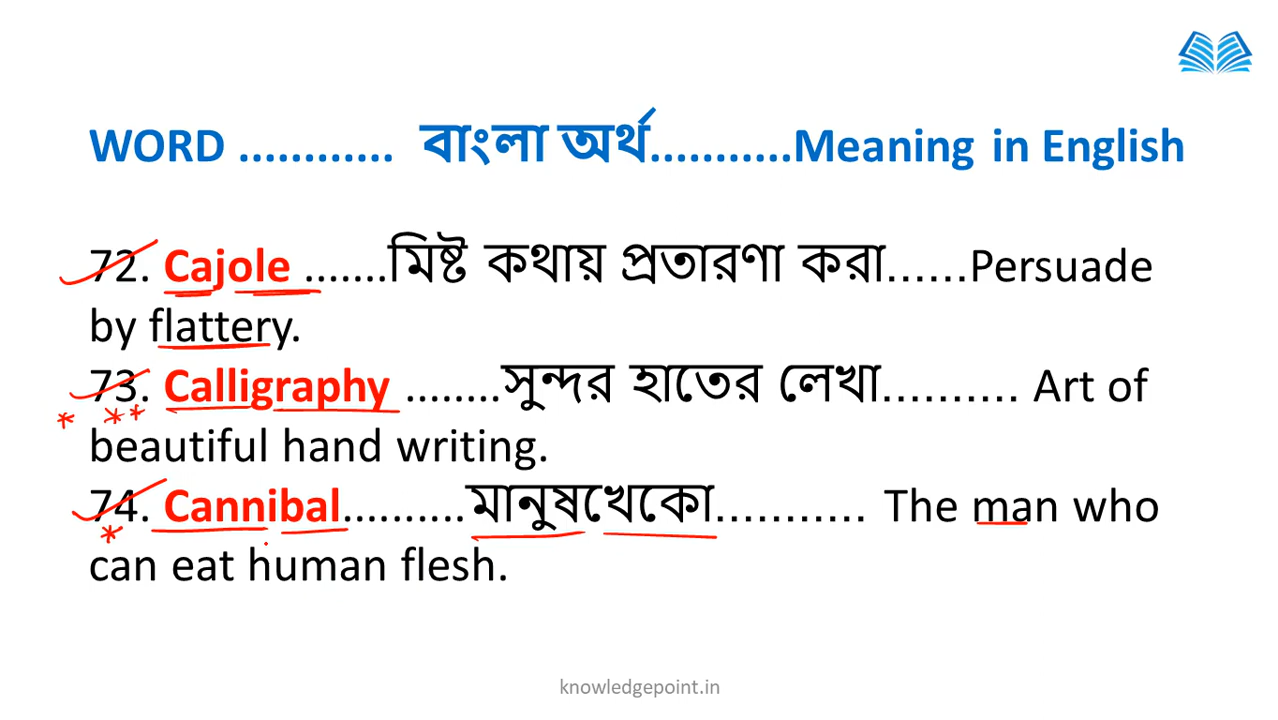 WORD ............ বাংলা অর্থ...........Meaning in English
72. Cajole .......মিষ্ট কথায় প্রতারণা করা......Persuade
by flattery.
73. Calligraphy ........সুন্দর হাতের লেখা.......... Art of
beautiful hand writing.
74. Cannibal..........মানুষখেকো........... The man who
can eat human flesh.
knowledgepoint.in